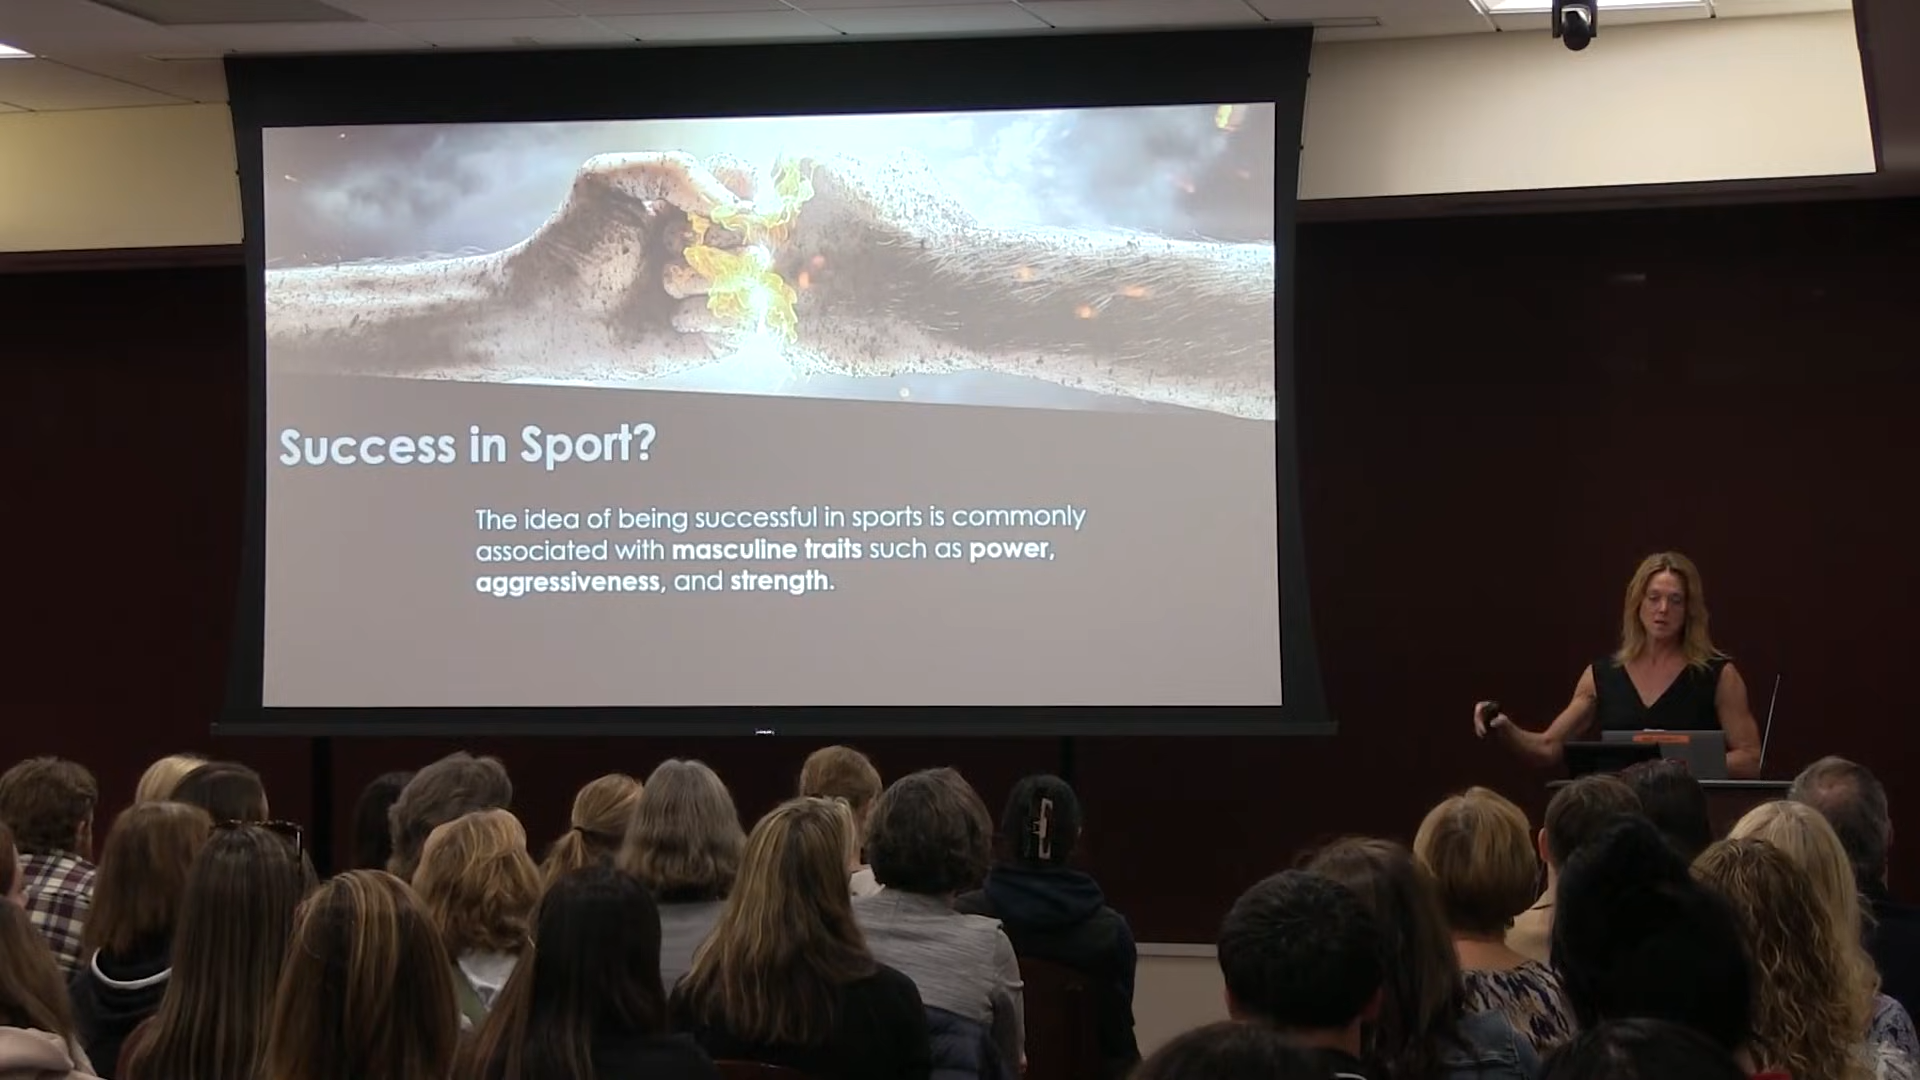 Success in Sport?
The idea of being successful in sports is commonly
associated with masculine traits such as power,
aggressiveness, and strength.